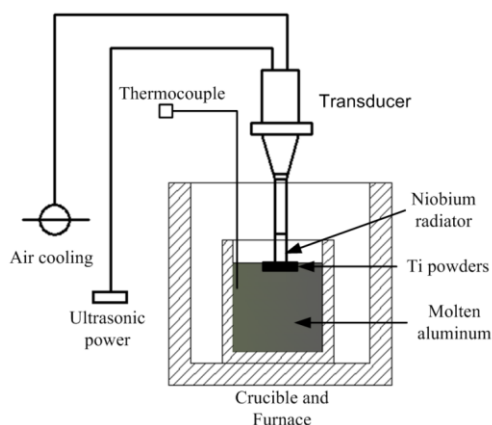 Thermocouple
Transducer
Niobium
radiator
Air cooling
Ti powders
Ultrasonic
power
Molten
aluminum
Crucible and
Furnace